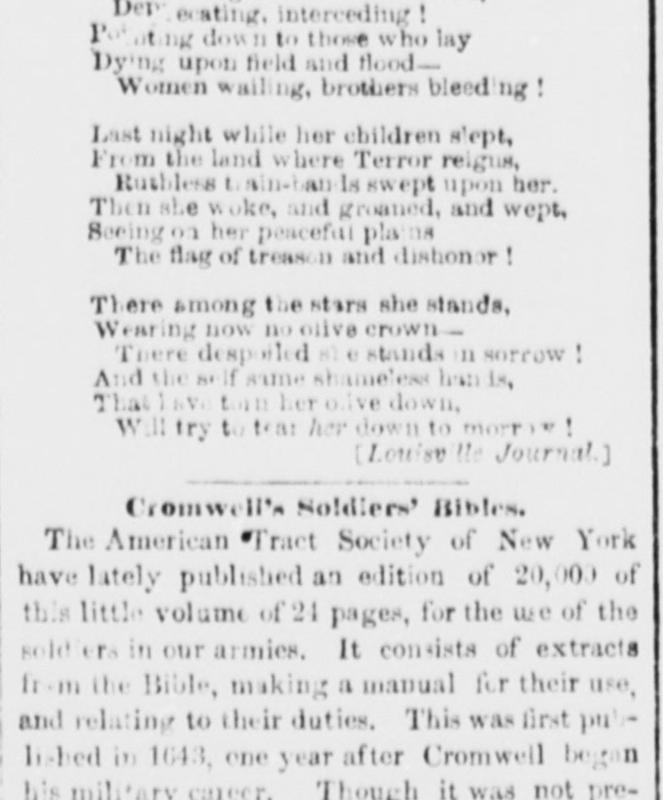 Deprecating, interceding !
Pointing down to those who lay
Dying upon field and flood—
Women wailing, brothers bleeding !
Last night while her children slept,
From the land where Terror reigns,
Ruthless train-bands swept upon her.
Then she woke, and groaned, and wept,
Seeing on her peaceful plains
The flag of treason and dishonor !
There among the stars she stands,
Wearing now no olive crown—
There despoiled she stands in sorrow !
And the self same shameless hands,
That have torn her olive down,
Will try to tear her down to morrow !
[Louisville Journal.]
Cromwell's Soldiers' Bibles.
The American Tract Society of New York
have lately published an edition of 20,000 of
this little volume of 24 pages, for the use of the
soldiers in our armies. It consists of extracts
from the Bible, making a manual for their use,
and relating to their duties. This was first pub-
lished in 1643, one year after Cromwell began
his military career. Though it was not pre-